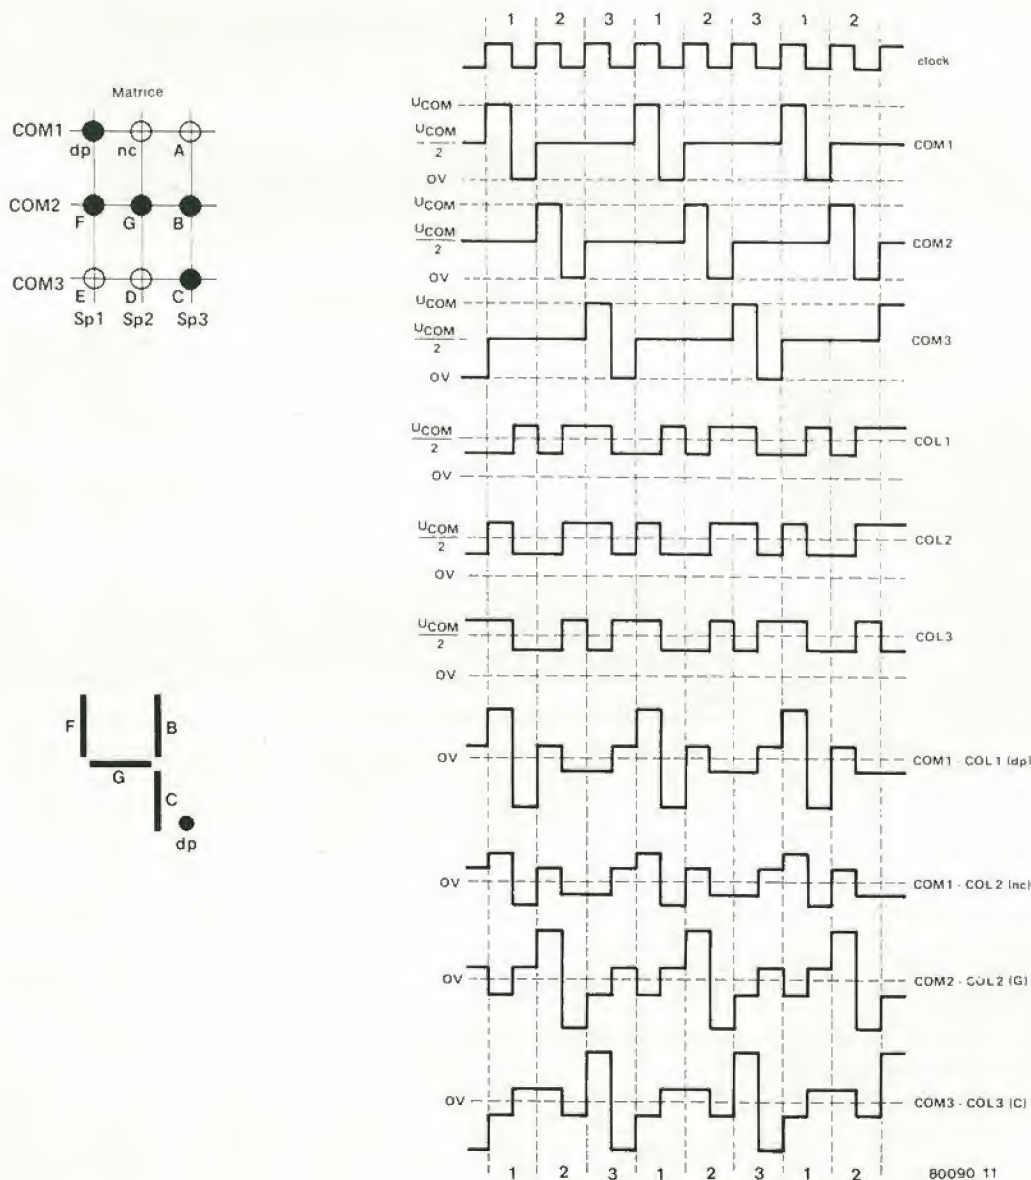 1 2 3 1 2 3 1 2
clock
Matrice
COM1
dp nc A
COM2
F G B
COM3
E D C
Sp1 Sp2 Sp3
UCOM
UCOM
2
0V
COM1
UCOM
UCOM
2
0V
COM2
UCOM
UCOM
2
0V
COM3
UCOM
2
0V
COL1
UCOM
2
0V
COL2
UCOM
2
0V
COL3
F B
G
C
dp
0V
COM1 - COL1 (dp)
0V
COM1 - COL2 (nc)
0V
COM2 - COL2 (G)
0V
COM3 - COL3 (C)
1 2 3 1 2 3 1 2
80090 11